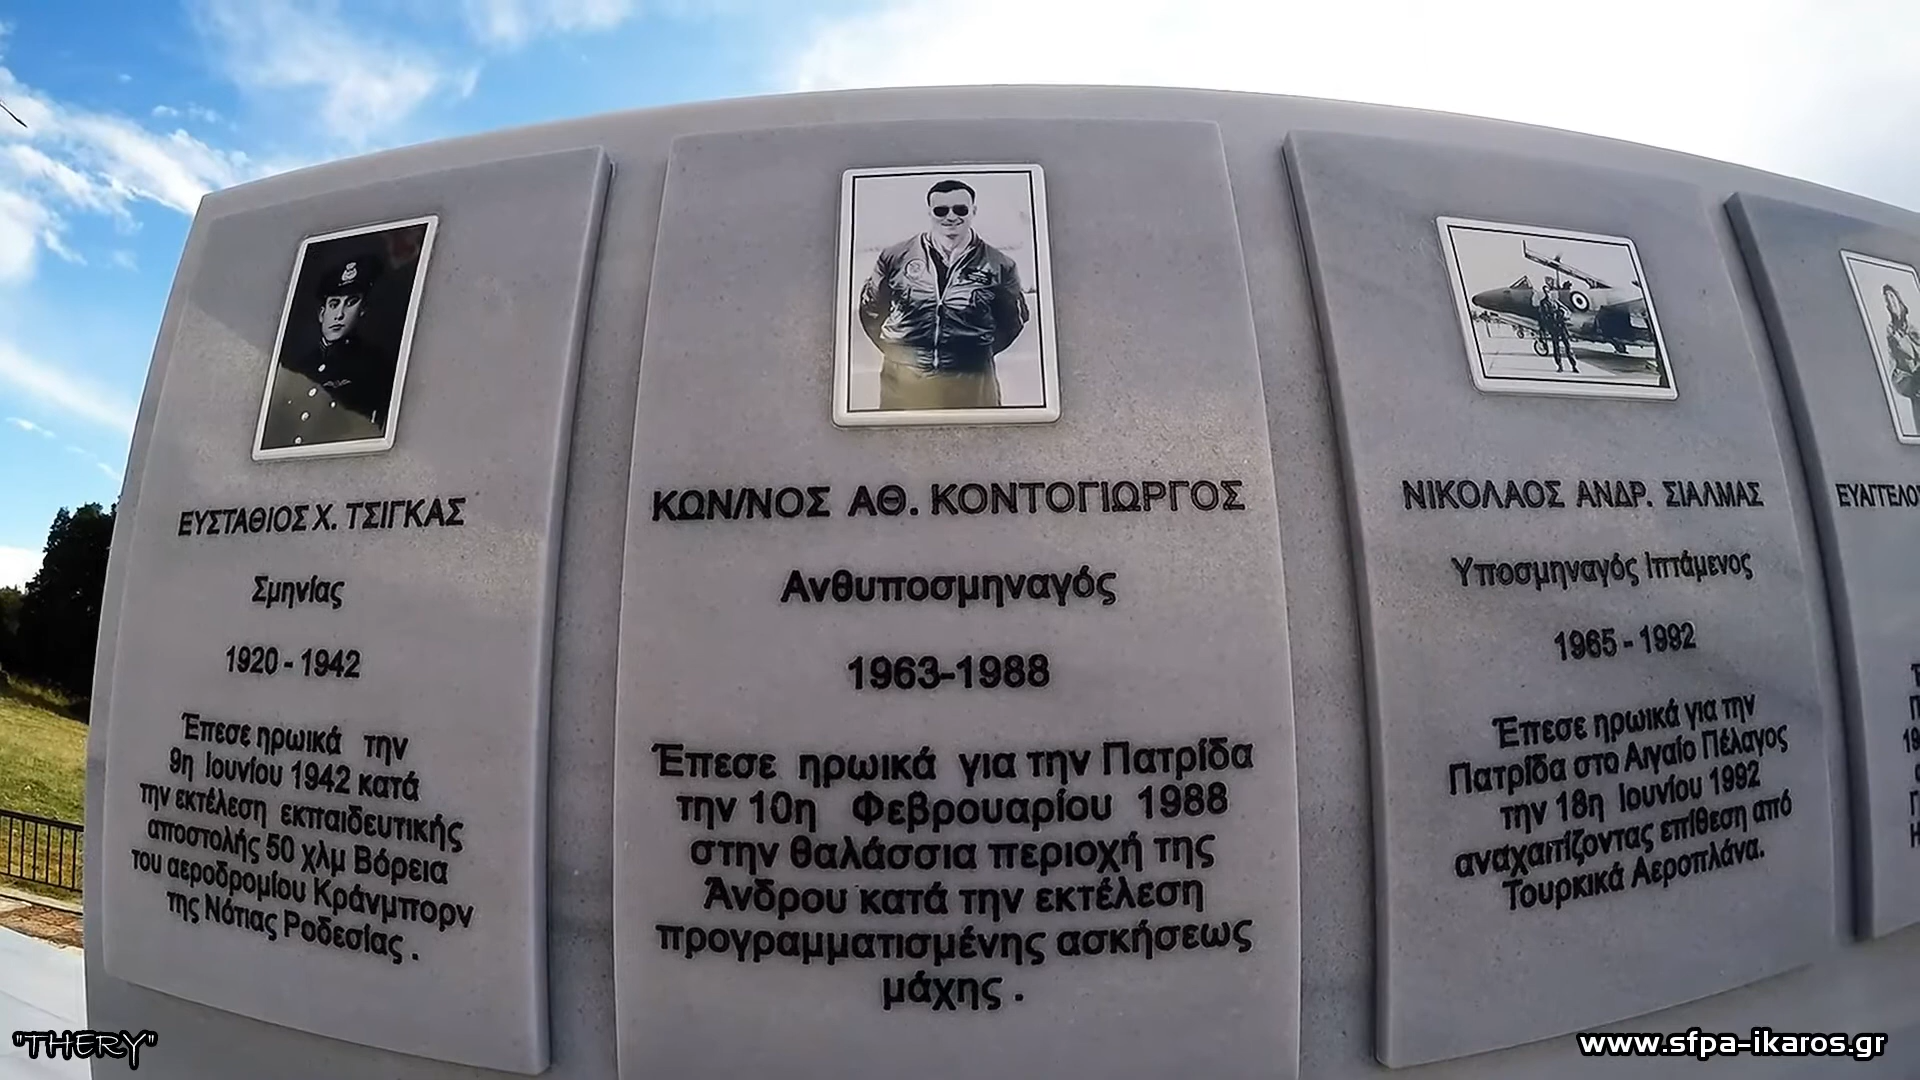 ΕΥΣΤΑΘΙΟΣ Χ. ΤΣΙΓΚΑΣ
Σμηνίας
1920 - 1942
Έπεσε ηρωικά την
9η Ιουνίου 1942 κατά
την εκτέλεση εκπαιδευτικής
αποστολής 50 χλμ Βόρεια
του αεροδρομίου Κράνμπορν
της Νότιας Ροδεσίας .
ΚΩΝ/ΝΟΣ ΑΘ. ΚΟΝΤΟΓΙΩΡΓΟΣ
Ανθυποσμηναγός
1963-1988
Έπεσε ηρωικά για την Πατρίδα
την 10η Φεβρουαρίου 1988
στην θαλάσσια περιοχή της
Άνδρου κατά την εκτέλεση
προγραμματισμένης ασκήσεως
μάχης .
ΝΙΚΟΛΑΟΣ ΑΝΔΡ. ΣΙΑΛΜΑΣ
Υποσμηναγός Ιπτάμενος
1965 - 1992
Έπεσε ηρωικά για την
Πατρίδα στο Αιγαίο Πέλαγος
την 18η Ιουνίου 1992
αναχαιτίζοντας επίθεση από
Τουρκικά Αεροπλάνα.
"THERY"
www.sfpa-ikaros.gr